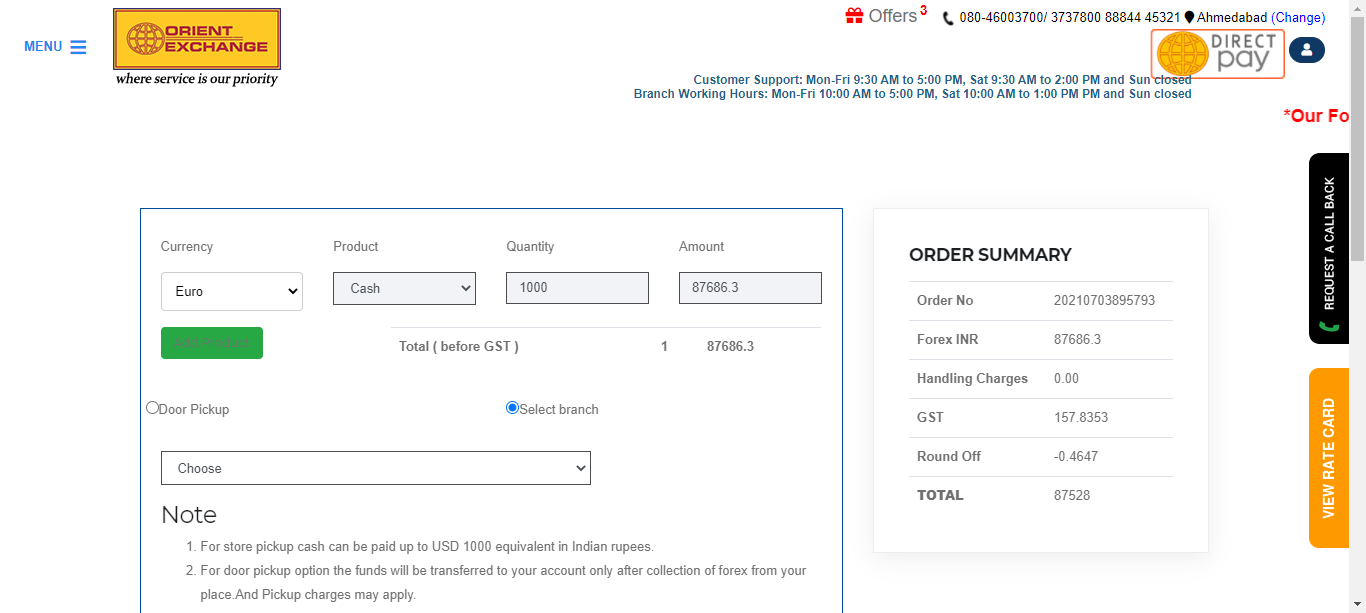 MENU
ORIENT
EXCHANGE
where service is our priority
Offers 3
080-46003700/ 3737800 88844 45321 Ahmedabad (Change)
DIRECT
pay
Customer Support: Mon-Fri 9:30 AM to 5:00 PM, Sat 9:30 AM to 2:00 PM and Sun closed
Branch Working Hours: Mon-Fri 10:00 AM to 5:00 PM, Sat 10:00 AM to 1:00 PM PM and Sun closed
*Our Fo
REQUEST A CALL BACK
VIEW RATE CARD
Currency Product Quantity Amount
Euro Cash 1000 87686.3
Add Product
Total ( before GST ) 1 87686.3
Door Pickup Select branch
Choose
Note
1. For store pickup cash can be paid up to USD 1000 equivalent in Indian rupees.
2. For door pickup option the funds will be transferred to your account only after collection of forex from your
place.And Pickup charges may apply.
ORDER SUMMARY
Order No 20210703895793
Forex INR 87686.3
Handling Charges 0.00
GST 157.8353
Round Off -0.4647
TOTAL 87528